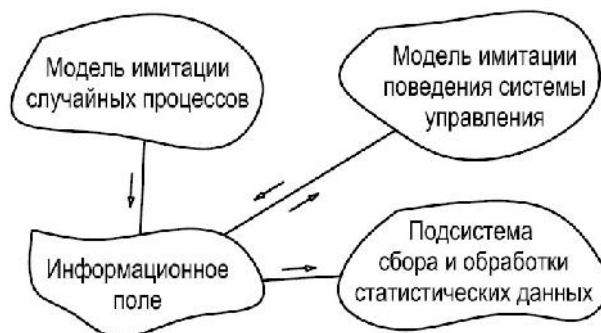 Модель имитации
случайных процессов
Модель имитации
поведения системы
управления
Информационное
поле
Подсистема
сбора и обработки
статистических данных